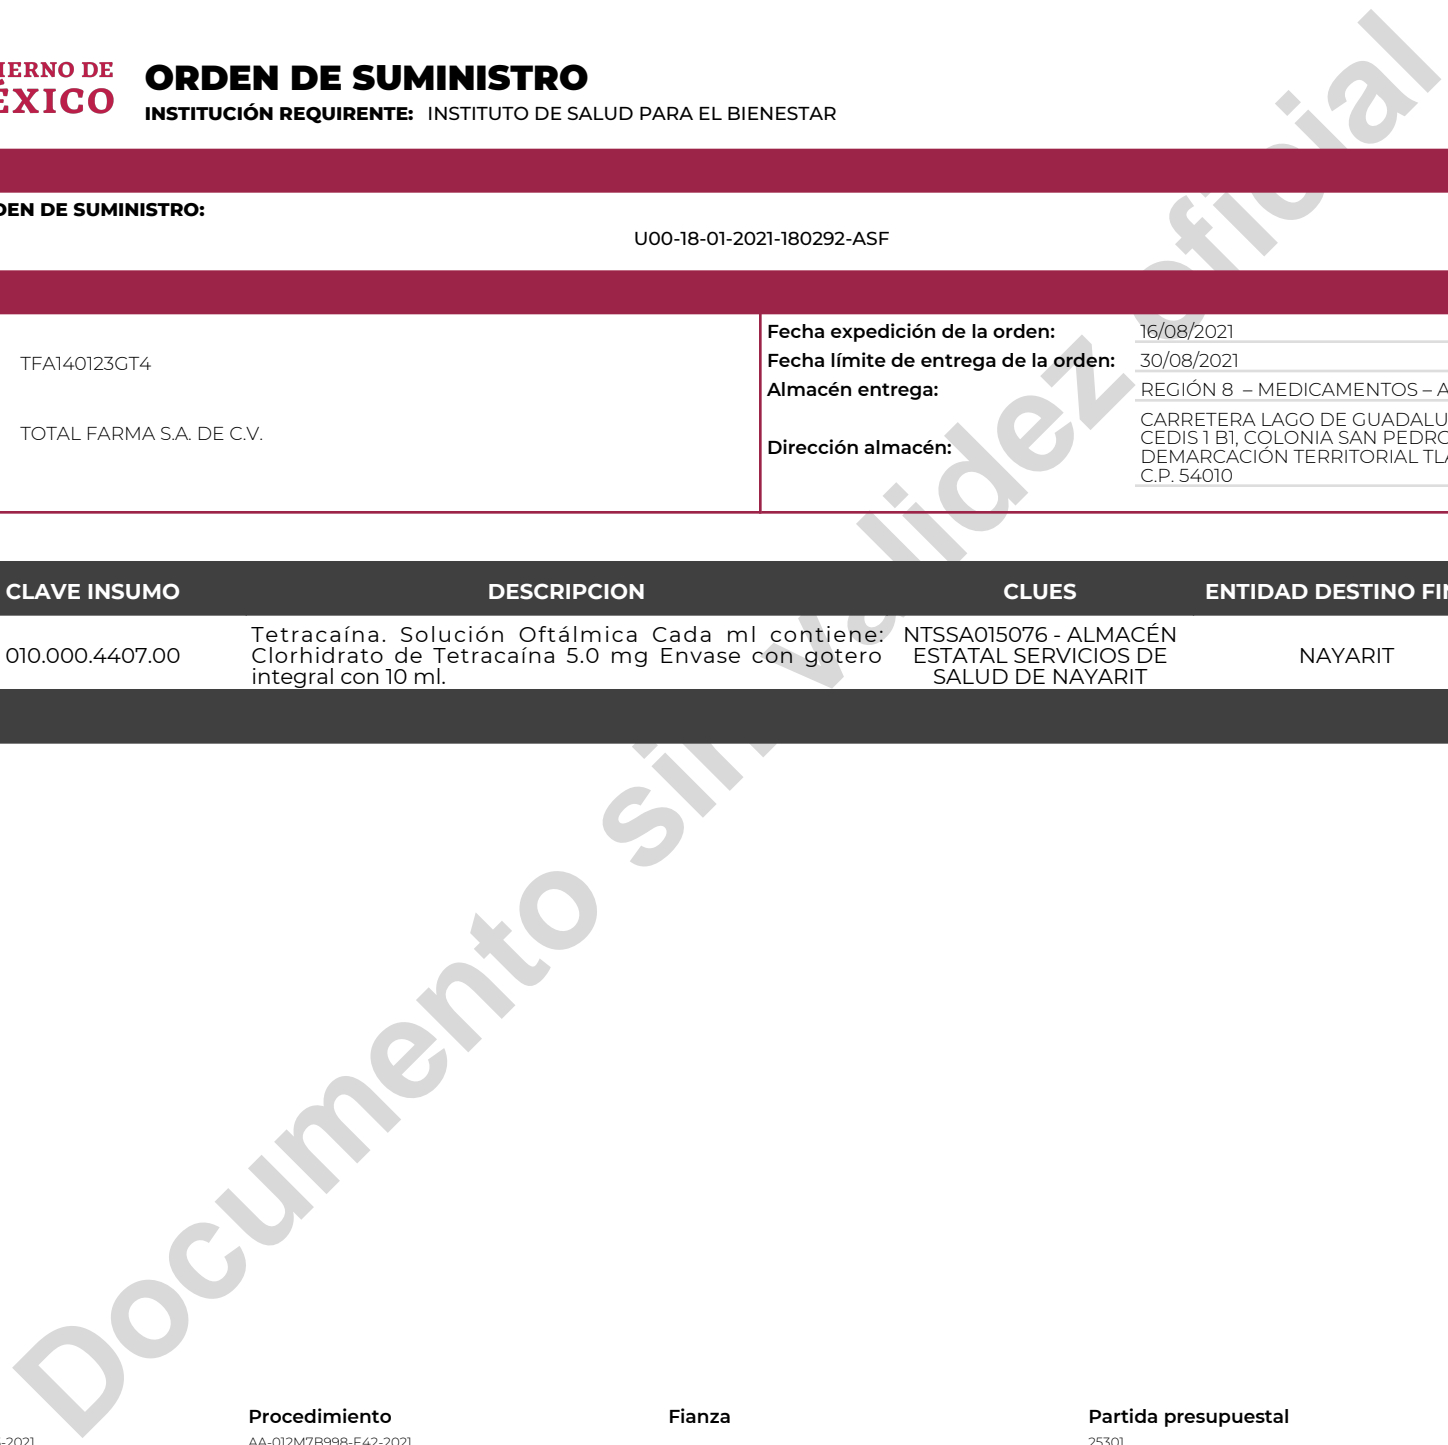 IERNO DE
ÉXICO
ORDEN DE SUMINISTRO
INSTITUCIÓN REQUIRENTE: INSTITUTO DE SALUD PARA EL BIENESTAR
DEN DE SUMINISTRO:
U00-18-01-2021-180292-ASF
TFA140123GT4
TOTAL FARMA S.A. DE C.V.
Fecha expedición de la orden: 16/08/2021
Fecha límite de entrega de la orden: 30/08/2021
Almacén entrega: REGIÓN 8 – MEDICAMENTOS – A
Dirección almacén:
CARRETERA LAGO DE GUADALU
CEDIS 1 B1, COLONIA SAN PEDRO
DEMARCACIÓN TERRITORIAL TLA
C.P. 54010
CLAVE INSUMO DESCRIPCION CLUES ENTIDAD DESTINO FIN
010.000.4407.00
Tetracaína. Solución Oftálmica Cada ml contiene:
Clorhidrato de Tetracaína 5.0 mg Envase con gotero
integral con 10 ml.
NTSSA015076 - ALMACÉN
ESTATAL SERVICIOS DE
SALUD DE NAYARIT
NAYARIT
Documento sin validez oficial
Procedimiento Fianza Partida presupuestal
-2021 AA-012M7B998-E42-2021 25301